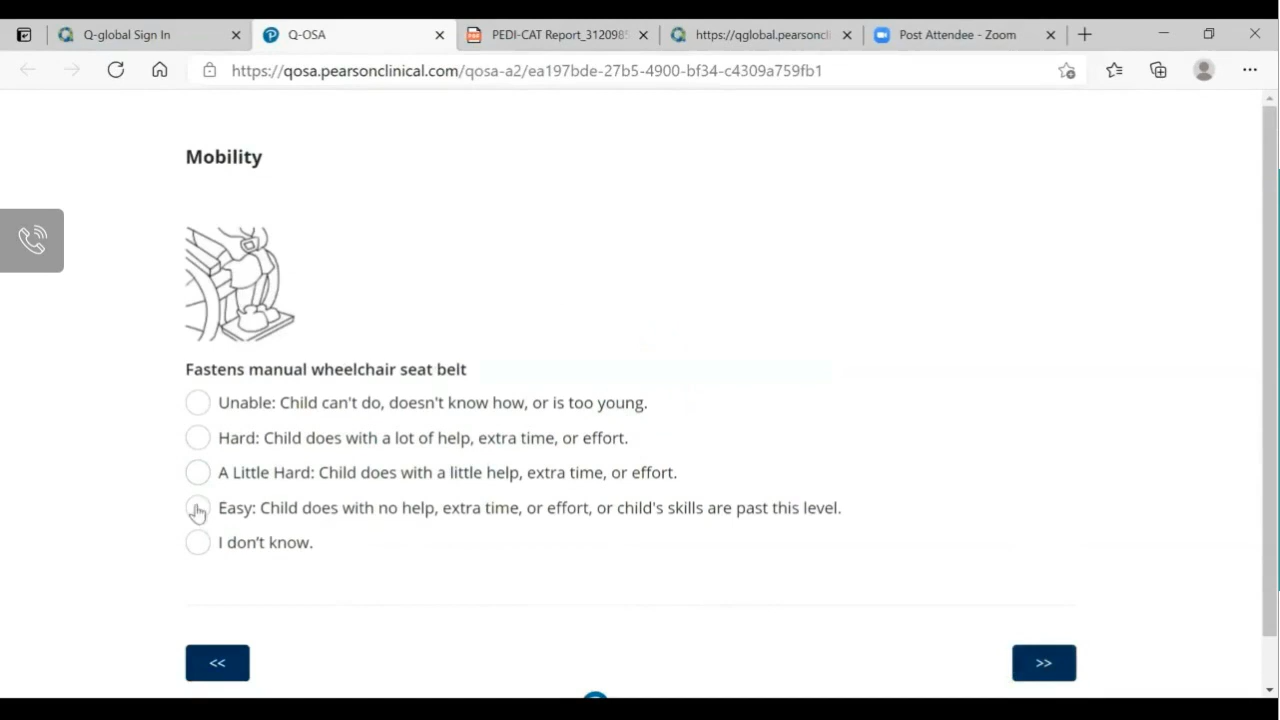 Q-global Sign In
Q-OSA
PEDI-CAT Report_312098
https://qglobal.pearsoncli
Post Attendee - Zoom
https://qosa.pearsonclinical.com/qosa-a2/ea197bde-27b5-4900-bf34-c4309a759fb1
Mobility
Fastens manual wheelchair seat belt
Unable: Child can't do, doesn't know how, or is too young.
Hard: Child does with a lot of help, extra time, or effort.
A Little Hard: Child does with a little help, extra time, or effort.
Easy: Child does with no help, extra time, or effort, or child's skills are past this level.
I don't know.
<<
>>